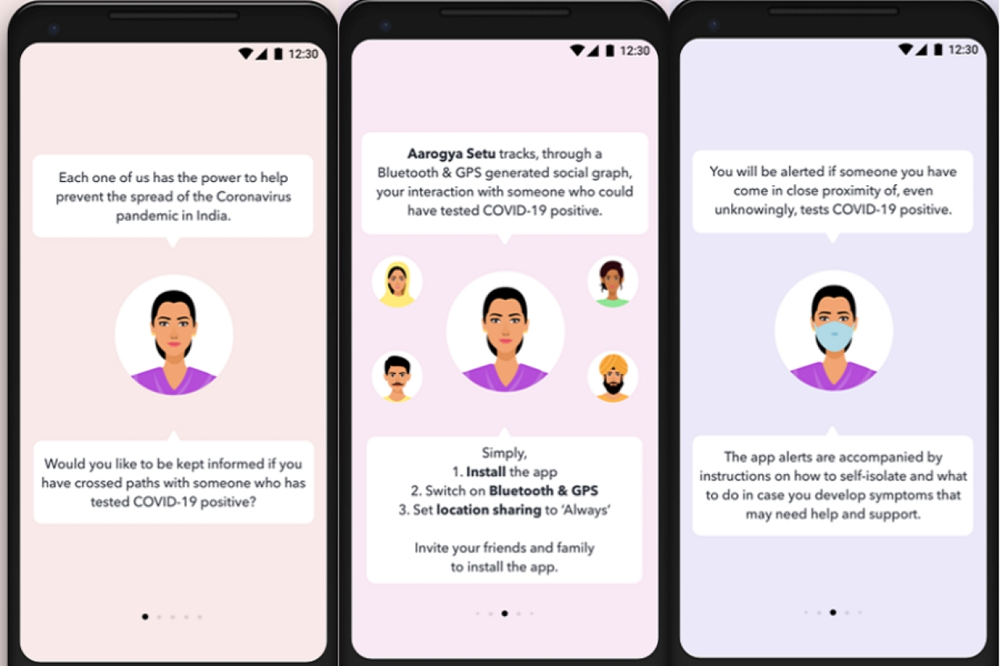 12:30
Each one of us has the power to help
prevent the spread of the Coronavirus
pandemic in India.
Would you like to be kept informed if you
have crossed paths with someone who has
tested COVID-19 positive?
12:30
Aarogya Setu tracks, through a
Bluetooth & GPS generated social graph,
your interaction with someone who could
have tested COVID-19 positive.
Simply,
1. Install the app
2. Switch on Bluetooth & GPS
3. Set location sharing to ‘Always’
Invite your friends and family
to install the app.
12:30
You will be alerted if someone you have
come in close proximity of, even
unknowingly, tests COVID-19 positive.
The app alerts are accompanied by
instructions on how to self-isolate and what
to do in case you develop symptoms that
may need help and support.